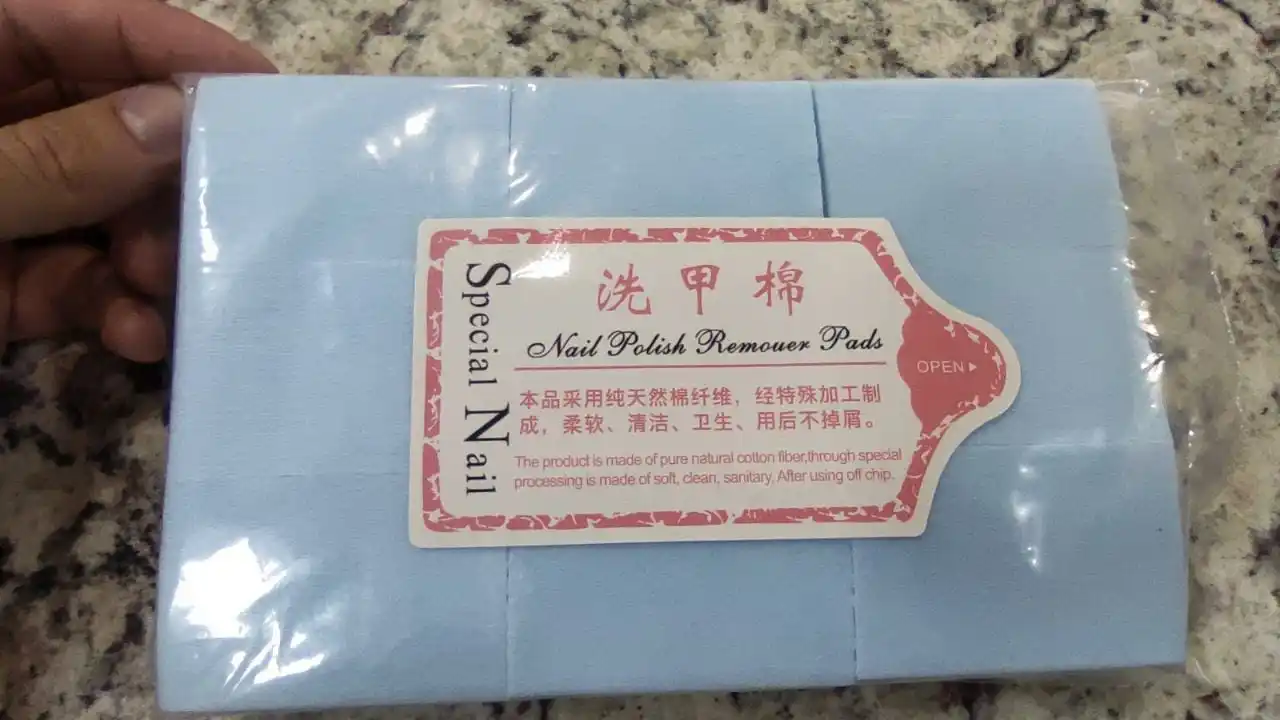 Special Nail
洗甲棉
Nail Polish Remouer Pads
OPEN
本品采用纯天然棉纤维，经特殊加工制
成，柔软、清洁、卫生、用后不掉屑。
The product is made of pure natural cotton fiber,through special
processing is made of soft, clean, sanitary, After using off chip.